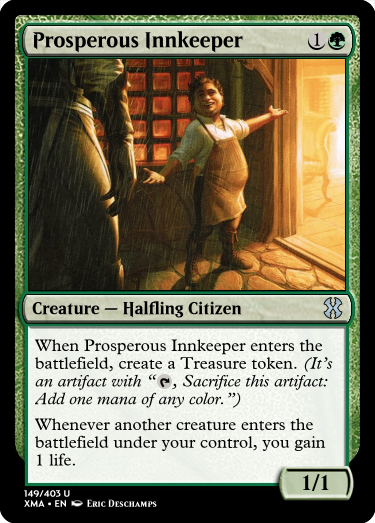 Prosperous Innkeeper 1
Creature — Halfling Citizen
When Prosperous Innkeeper enters the
battlefield, create a Treasure token. (It's
an artifact with “, Sacrifice this artifact:
Add one mana of any color.”)
Whenever another creature enters the
battlefield under your control, you gain
1 life.
1/1
149/403 U
XMA • EN Eric Deschamps